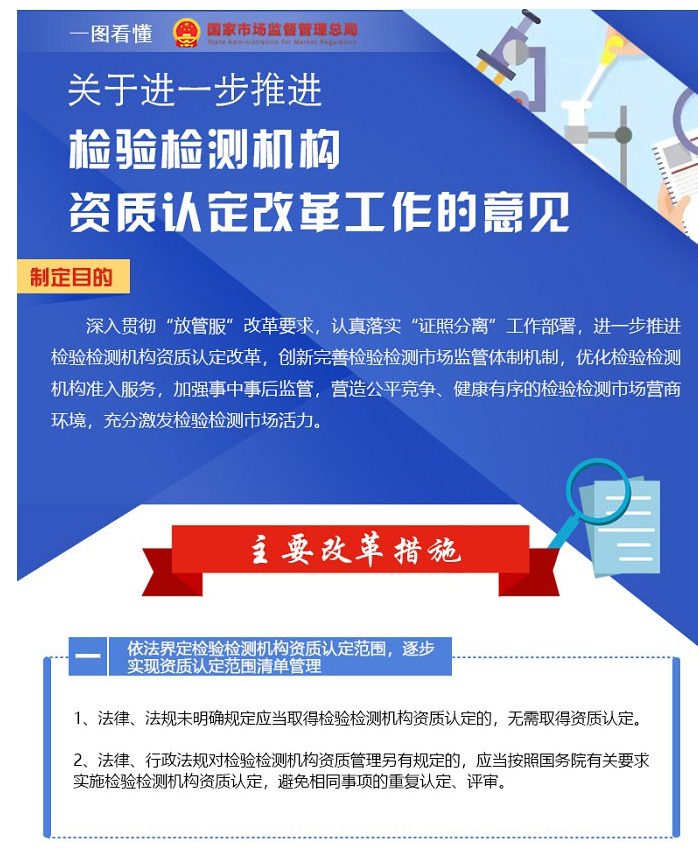 一图看懂
国家市场监督管理总局
State Administration for Market Regulation
关于进一步推进
检验检测机构
资质认定改革工作的意见
制定目的
深入贯彻“放管服”改革要求，认真落实“证照分离”工作部署，进一步推进
检验检测机构资质认定改革，创新完善检验检测市场监管体制机制，优化检验检测
机构准入服务，加强事中事后监管，营造公平竞争、健康有序的检验检测市场营商
环境，充分激发检验检测市场活力。
主要改革措施
一
依法界定检验检测机构资质认定范围，逐步
实现资质认定范围清单管理
1、法律、法规未明确规定应当取得检验检测机构资质认定的，无需取得资质认定。
2、法律、行政法规对检验检测机构资质管理另有规定的，应当按照国务院有关要求
实施检验检测机构资质认定，避免相同事项的重复认定、评审。